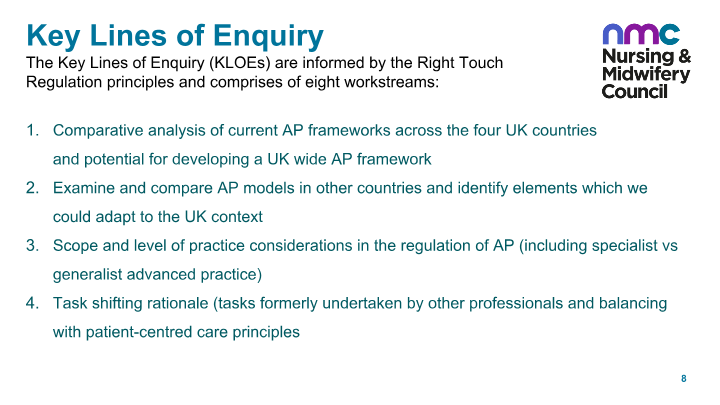 Key Lines of Enquiry
The Key Lines of Enquiry (KLOEs) are informed by the Right Touch
Regulation principles and comprises of eight workstreams:
nmc
Nursing &
Midwifery
Council
1. Comparative analysis of current AP frameworks across the four UK countries
and potential for developing a UK wide AP framework
2. Examine and compare AP models in other countries and identify elements which we
could adapt to the UK context
3. Scope and level of practice considerations in the regulation of AP (including specialist vs
generalist advanced practice)
4. Task shifting rationale (tasks formerly undertaken by other professionals and balancing
with patient-centred care principles
8